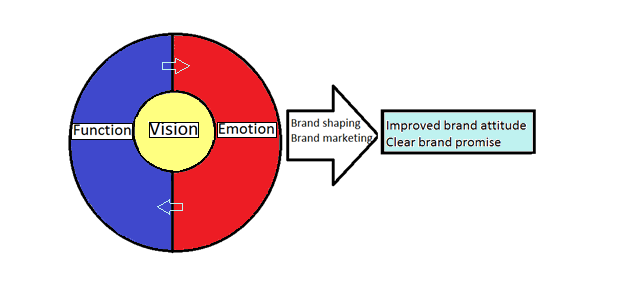 Function
Vision
Emotion
Brand shaping
Brand marketing
Improved brand attitude
Clear brand promise